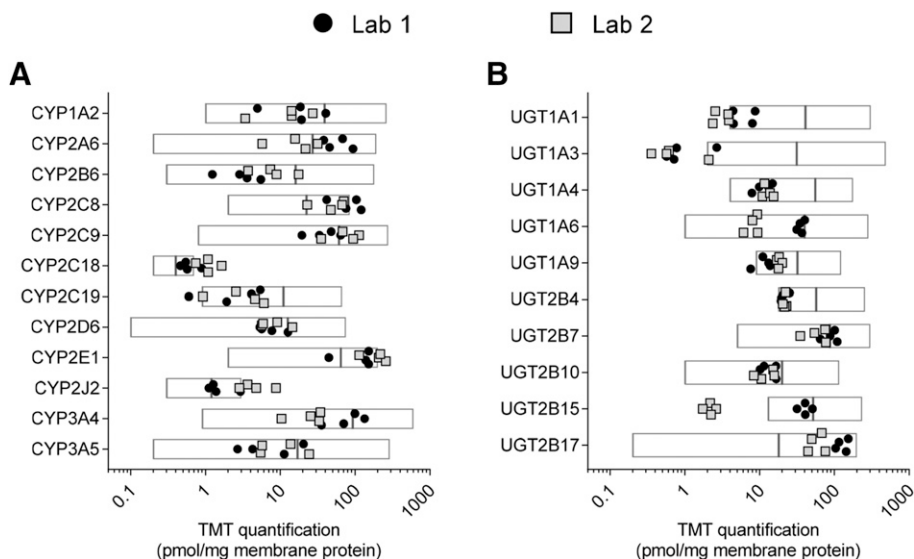 Lab 1 Lab 2
A
CYP1A2
CYP2A6
CYP2B6
CYP2C8
CYP2C9
CYP2C18
CYP2C19
CYP2D6
CYP2E1
CYP2J2
CYP3A4
CYP3A5
0.1 1 10 100 1000
TMT quantification
(pmol/mg membrane protein)
B
UGT1A1
UGT1A3
UGT1A4
UGT1A6
UGT1A9
UGT2B4
UGT2B7
UGT2B10
UGT2B15
UGT2B17
0.1 1 10 100 1000
TMT quantification
(pmol/mg membrane protein)